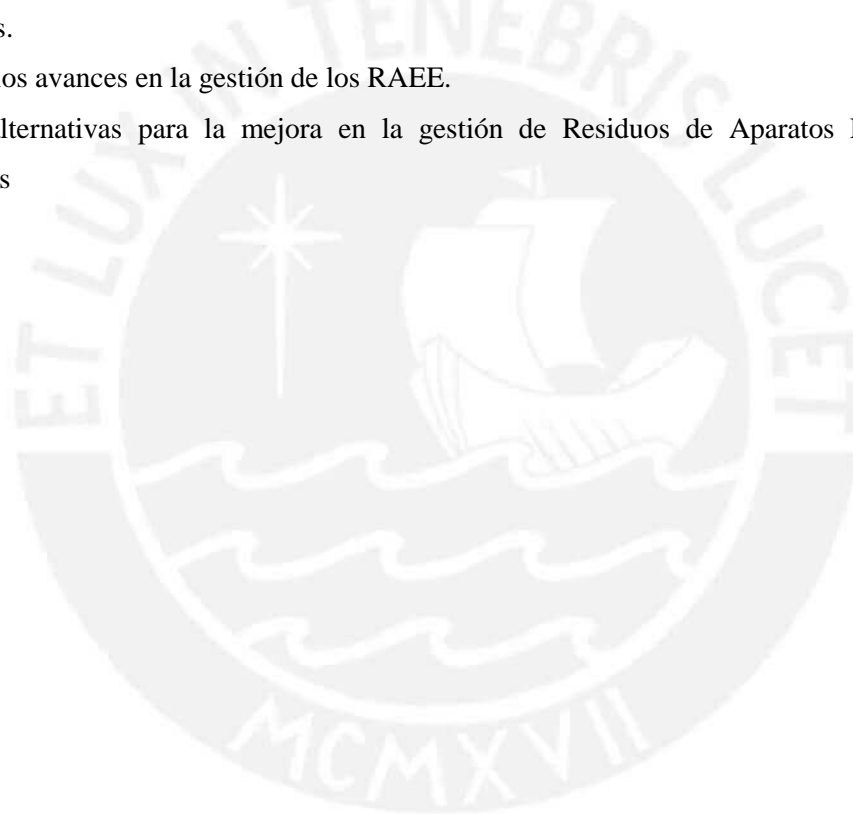 s.
los avances en la gestión de los RAEE.
lternativas para la mejora en la gestión de Residuos de Aparatos
s
ET LUX IN TENEBRIS LUCET
MCMXVII